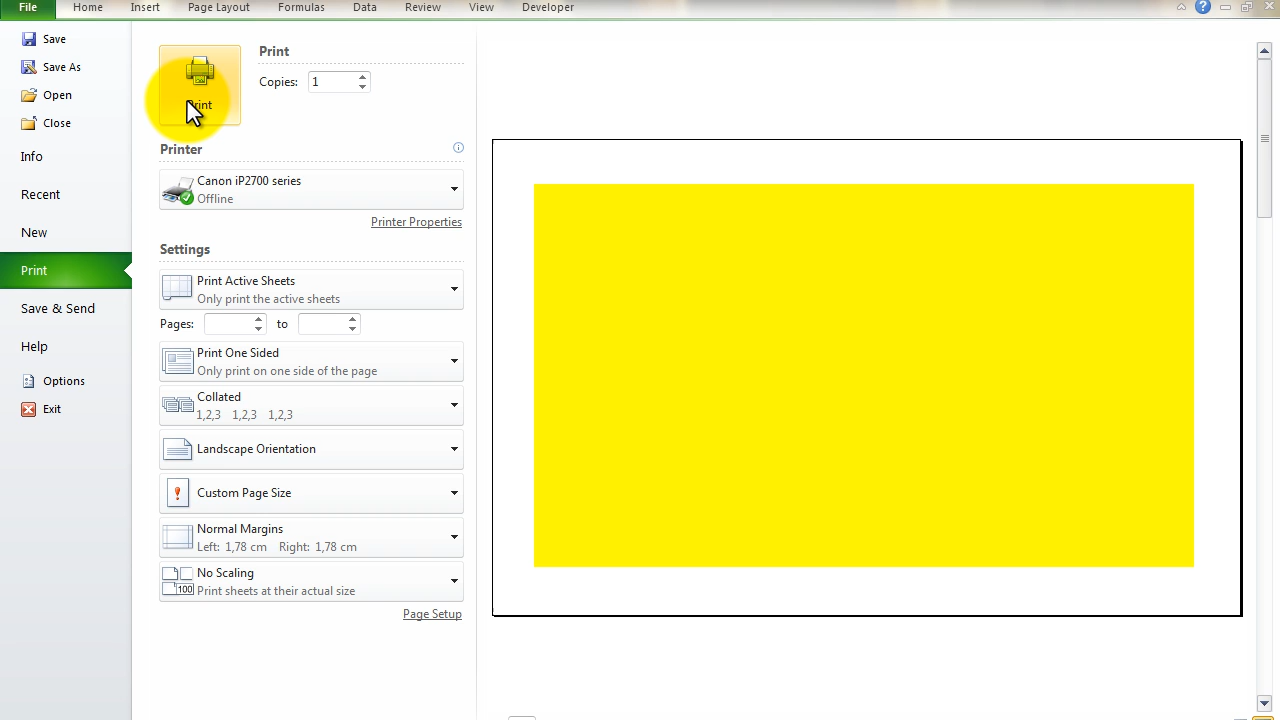 File Home Insert Page Layout Formulas Data Review View Developer
Save
Save As
Open
Close
Info
Recent
New
Print
Save & Send
Help
Options
Exit
Print
Print
Copies: 1
Printer
Canon iP2700 series
Offline
Printer Properties
Settings
Print Active Sheets
Only print the active sheets
Pages: to
Print One Sided
Only print on one side of the page
Collated
1,2,3 1,2,3 1,2,3
Landscape Orientation
Custom Page Size
Normal Margins
Left: 1,78 cm Right: 1,78 cm
No Scaling
100
Print sheets at their actual size
Page Setup